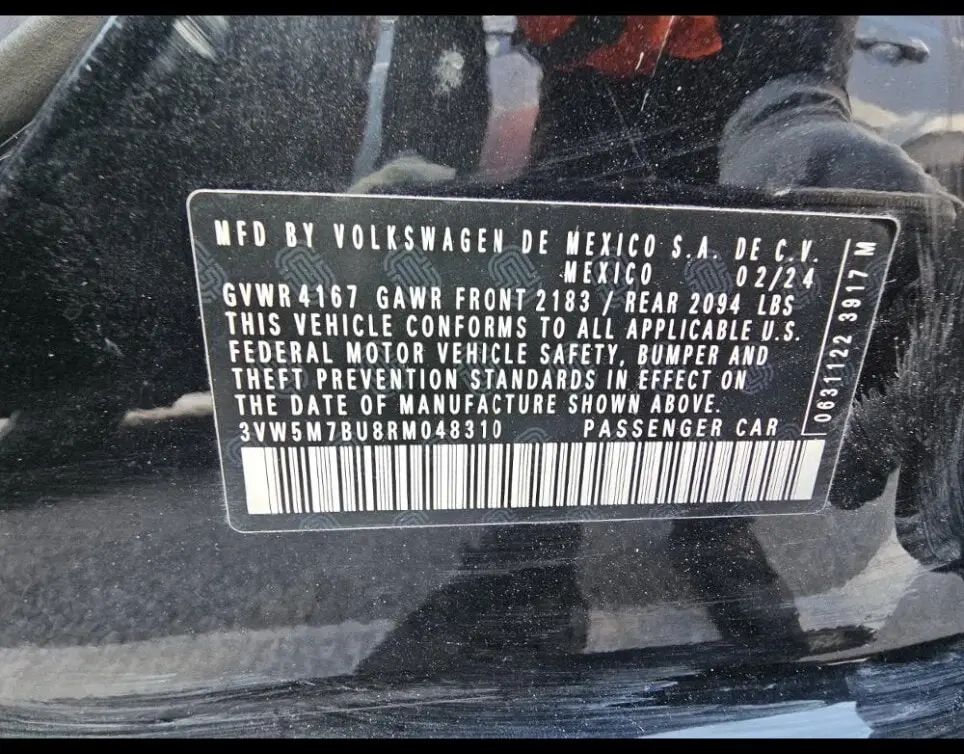 MFD BY VOLKSWAGEN DE MEXICO S.A. DE C.V.
MEXICO 02/24
GVWR 4167 GAWR FRONT 2183 / REAR 2094 LBS
THIS VEHICLE CONFORMS TO ALL APPLICABLE U.S.
FEDERAL MOTOR VEHICLE SAFETY, BUMPER AND
THEFT PREVENTION STANDARDS IN EFFECT ON
THE DATE OF MANUFACTURE SHOWN ABOVE.
3VW5M7BU8RM048310 PASSENGER CAR
0631122 3917 M